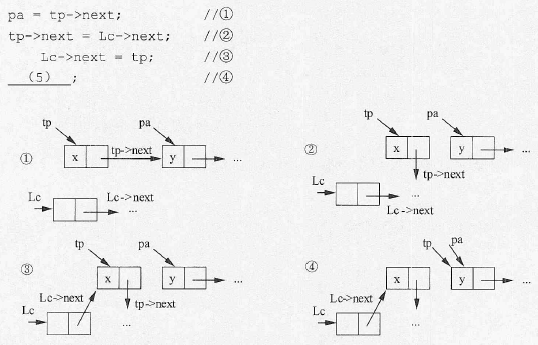 pa = tp->next; //①
tp->next = Lc->next; //②
Lc->next = tp; //③
(5) ; //④
tp pa
① x tp->next y ...
Lc Lc->next
...
tp pa
② x y ...
tp->next
Lc ...
Lc->next
tp pa
③ x y ...
Lc->next tp->next
Lc ...
tp pa
④ x y ...
Lc->next
Lc ...